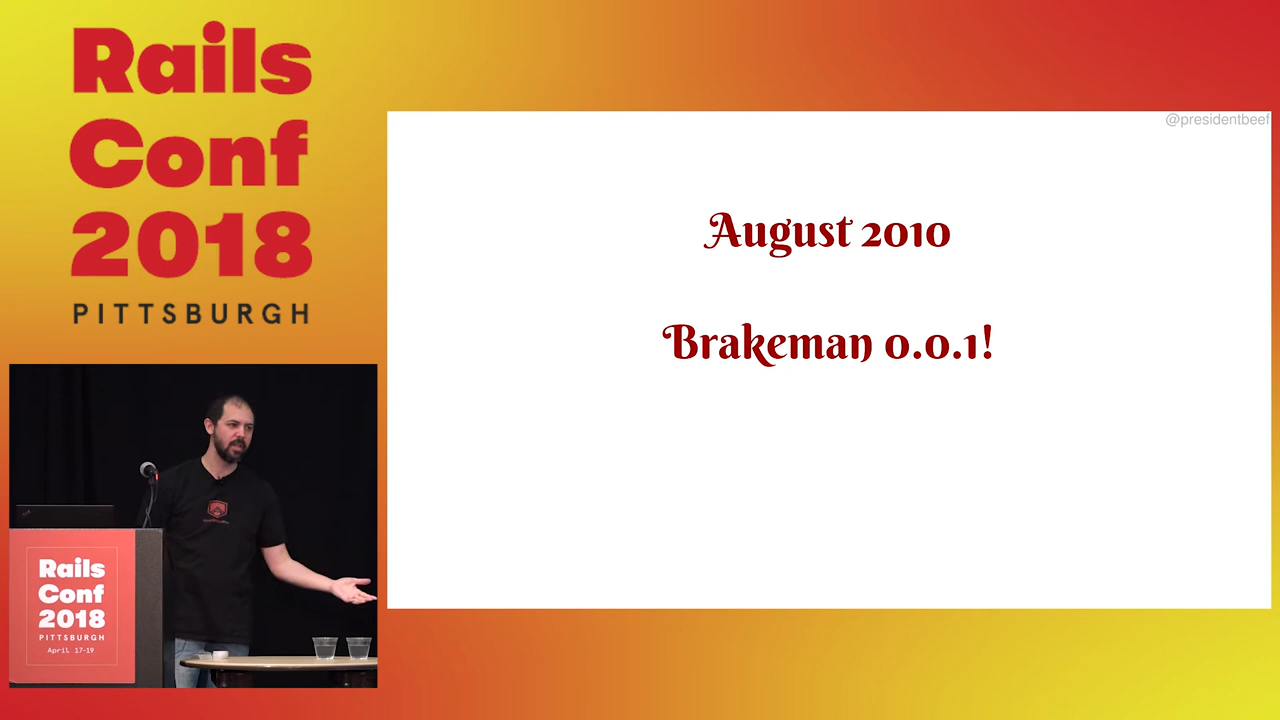 Rails
Conf
2018
PITTSBURGH
@presidentbeef
August 2010
Brakeman 0.0.1!
Rails
Conf
2018
PITTSBURGH
April 17-19